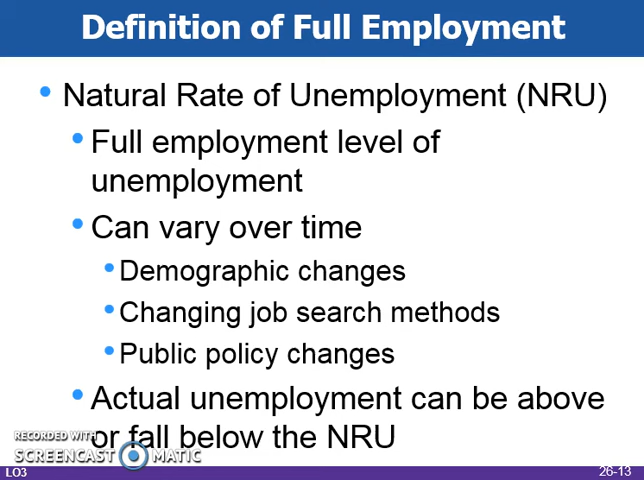 Definition of Full Employment
• Natural Rate of Unemployment (NRU)
• Full employment level of
unemployment
• Can vary over time
• Demographic changes
• Changing job search methods
• Public policy changes
• Actual unemployment can be above
or fall below the NRU
RECORDED WITH
SCREENCAST MATIC
LO3
26-13